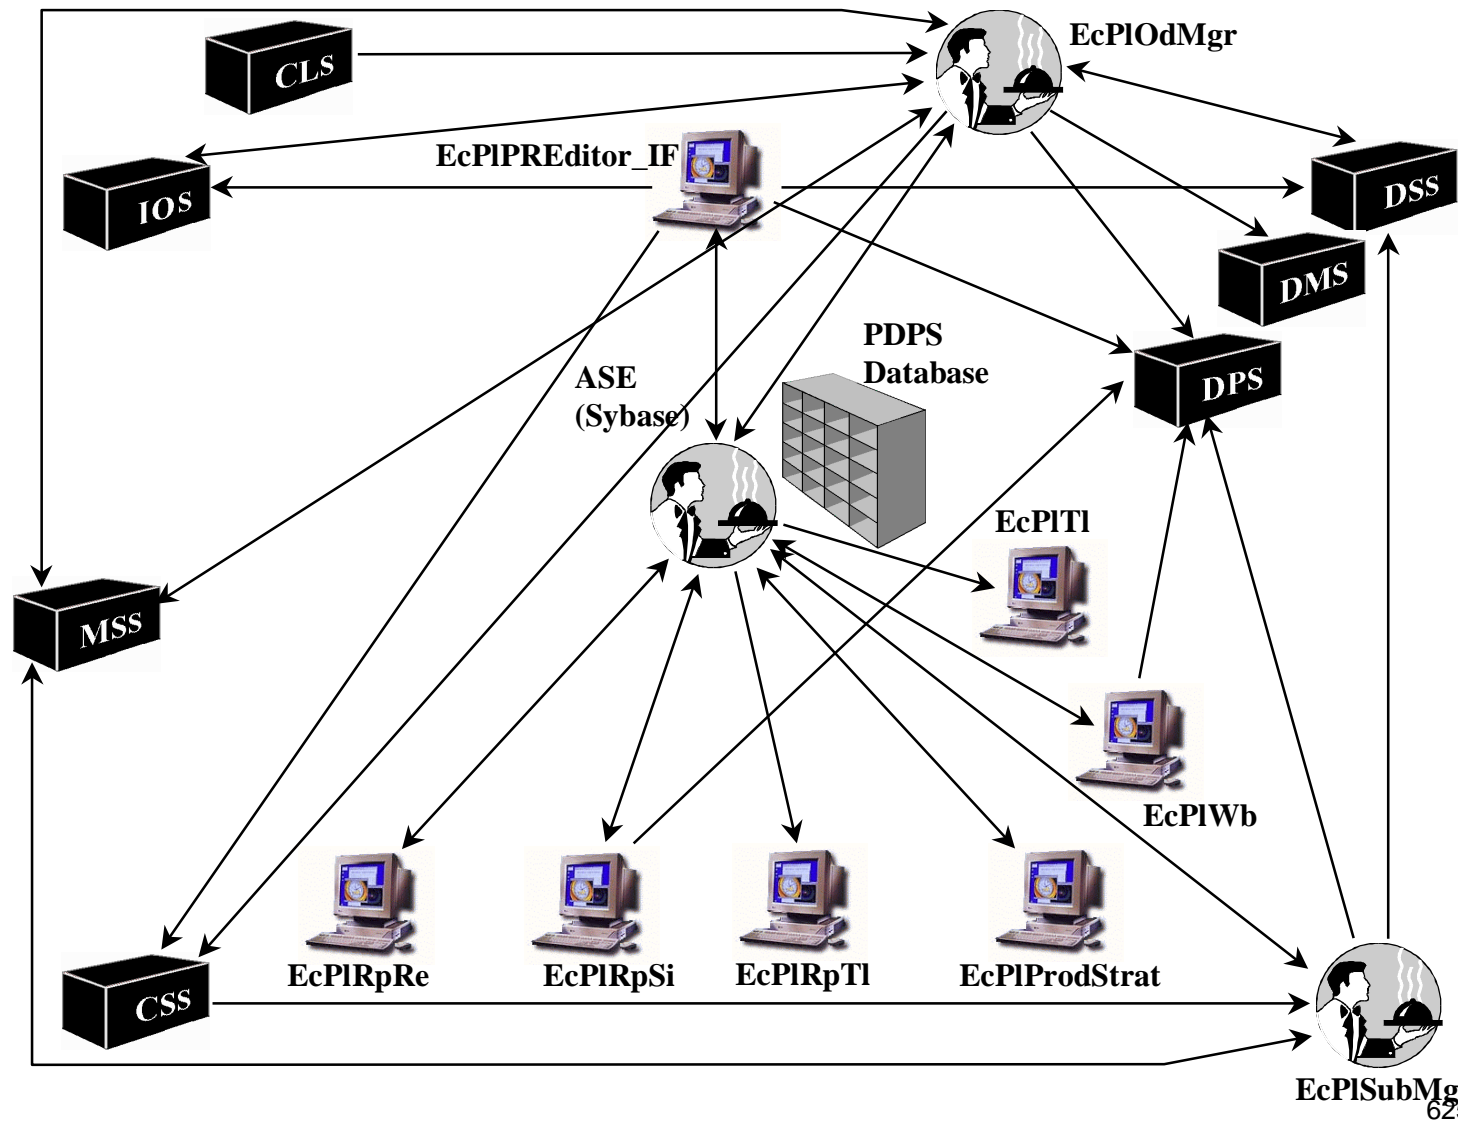 EcPlOdMgr
CLS
EcPlPREditor_IF
DSS
IOS
DMS
PDPS
Database
ASE
(Sybase)
DPS
EcPlTl
MSS
EcPlWb
EcPlRpRe
EcPlRpSi
EcPlRpTl
EcPlProdStrat
CSS